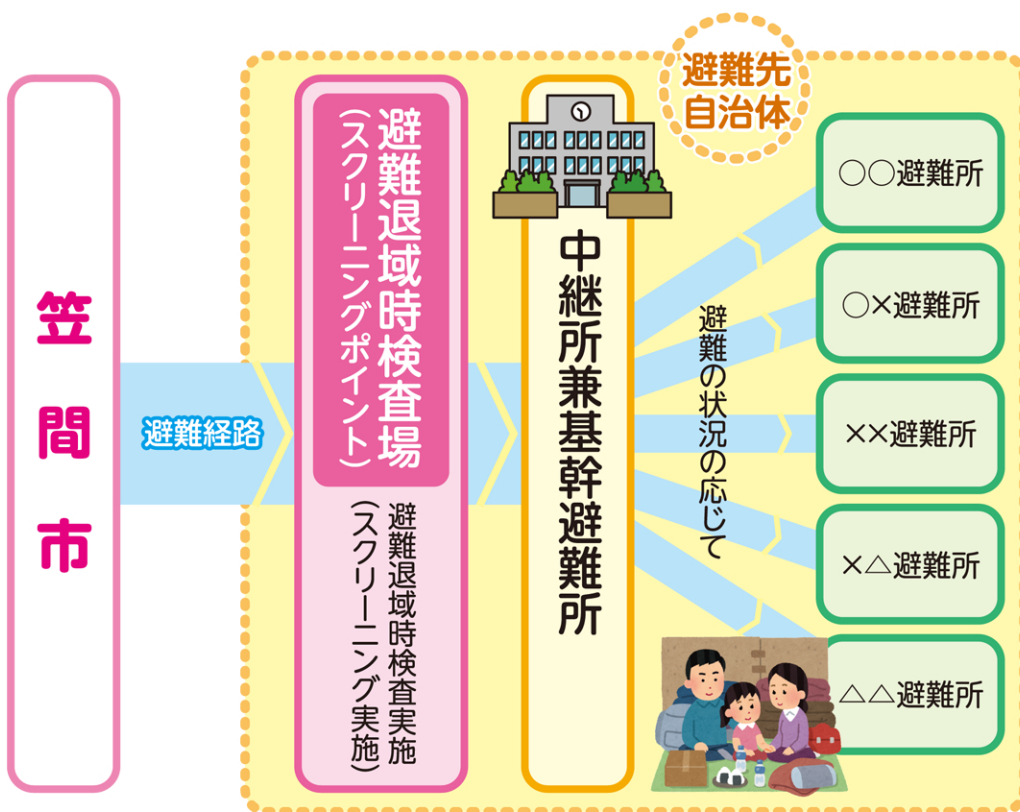 避難先
自治体
笠間市
避難経路
避難退域時検査場
（スクリーニングポイント）
避難退域時検査実施
（スクリーニング実施）
中継所兼基幹避難所
避難の状況の応じて
○○避難所
○×避難所
××避難所
×△避難所
△△避難所